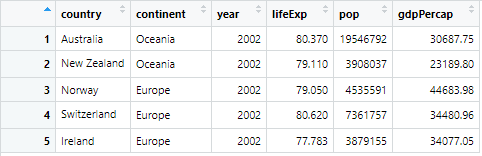 country continent year lifeExp pop gdpPercap
1 Australia Oceania 2002 80.370 19546792 30687.75
2 New Zealand Oceania 2002 79.110 3908037 23189.80
3 Norway Europe 2002 79.050 4535591 44683.98
4 Switzerland Europe 2002 80.620 7361757 34480.96
5 Ireland Europe 2002 77.783 3879155 34077.05